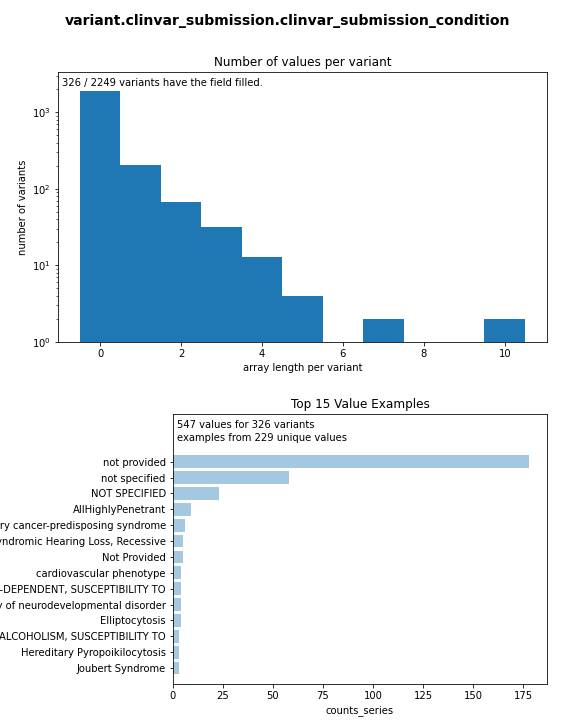 variant.clinvar_submission.clinvar_submission_condition
Number of values per variant
326 / 2249 variants have the field filled.
10³
10²
10¹
10⁰
number of variants
0 2 4 6 8 10
array length per variant
Top 15 Value Examples
547 values for 326 variants
examples from 229 unique values
not provided
not specified
NOT SPECIFIED
AllHighlyPenetrant
ry cancer-predisposing syndrome
yndromic Hearing Loss, Recessive
Not Provided
cardiovascular phenotype
-DEPENDENT, SUSCEPTIBILITY TO
y of neurodevelopmental disorder
Elliptocytosis
ALCOHOLISM, SUSCEPTIBILITY TO
Hereditary Pyropoikilocytosis
Joubert Syndrome
0 25 50 75 100 125 150 175
counts_series